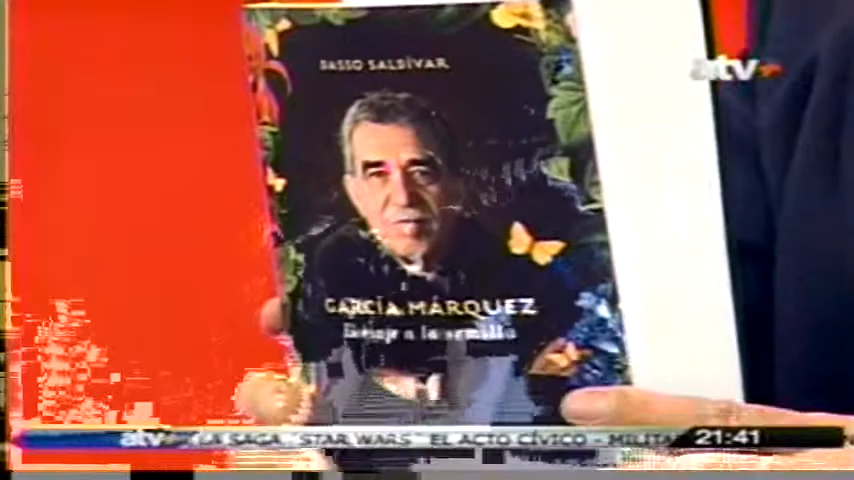 DASSO SALDÍVAR
atv+
GARCÍA MÁRQUEZ
El viaje a la semilla
atv+ LA SAGA "STAR WARS" EL ACTO CÍVICO - MILITA 21:41